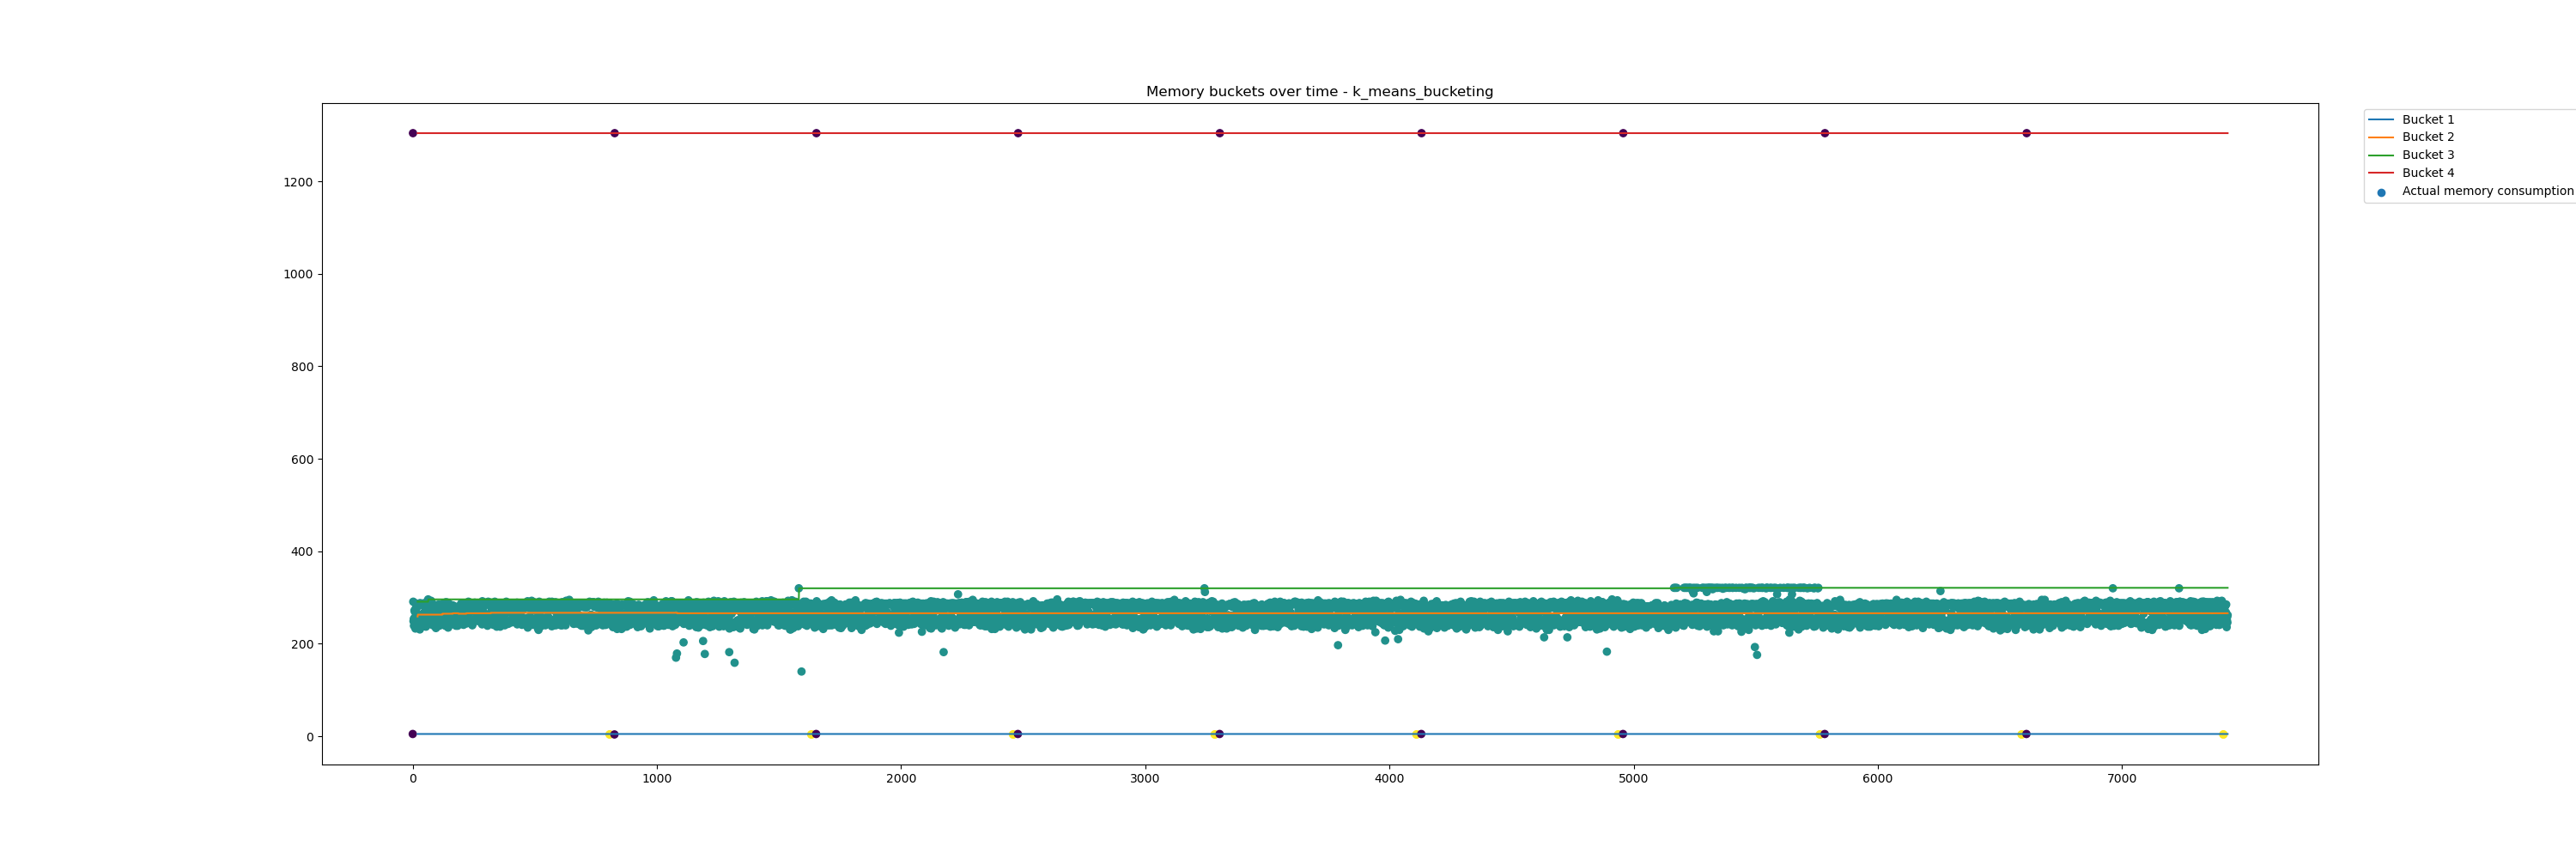 Memory buckets over time - k_means_bucketing
Bucket 1
Bucket 2
Bucket 3
Bucket 4
Actual memory consumption
1200
1000
800
600
400
200
0
0 1000 2000 3000 4000 5000 6000 7000